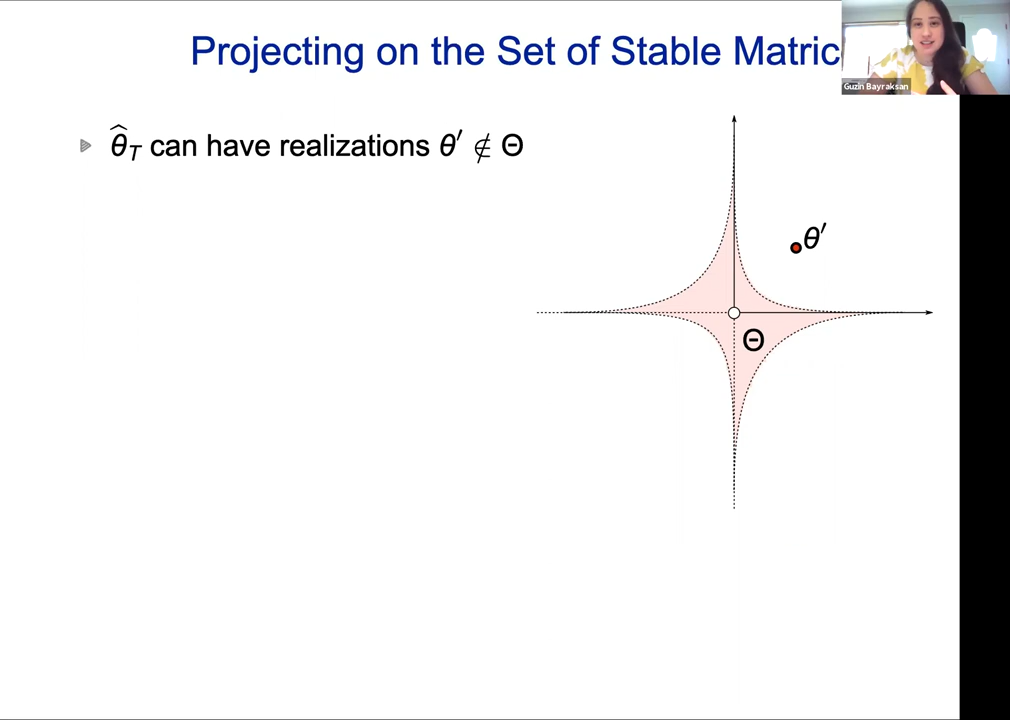 Projecting on the Set of Stable Matric
Guzin Bayraksan
θ̂_T can have realizations θ′ ∉ Θ
θ′
Θ